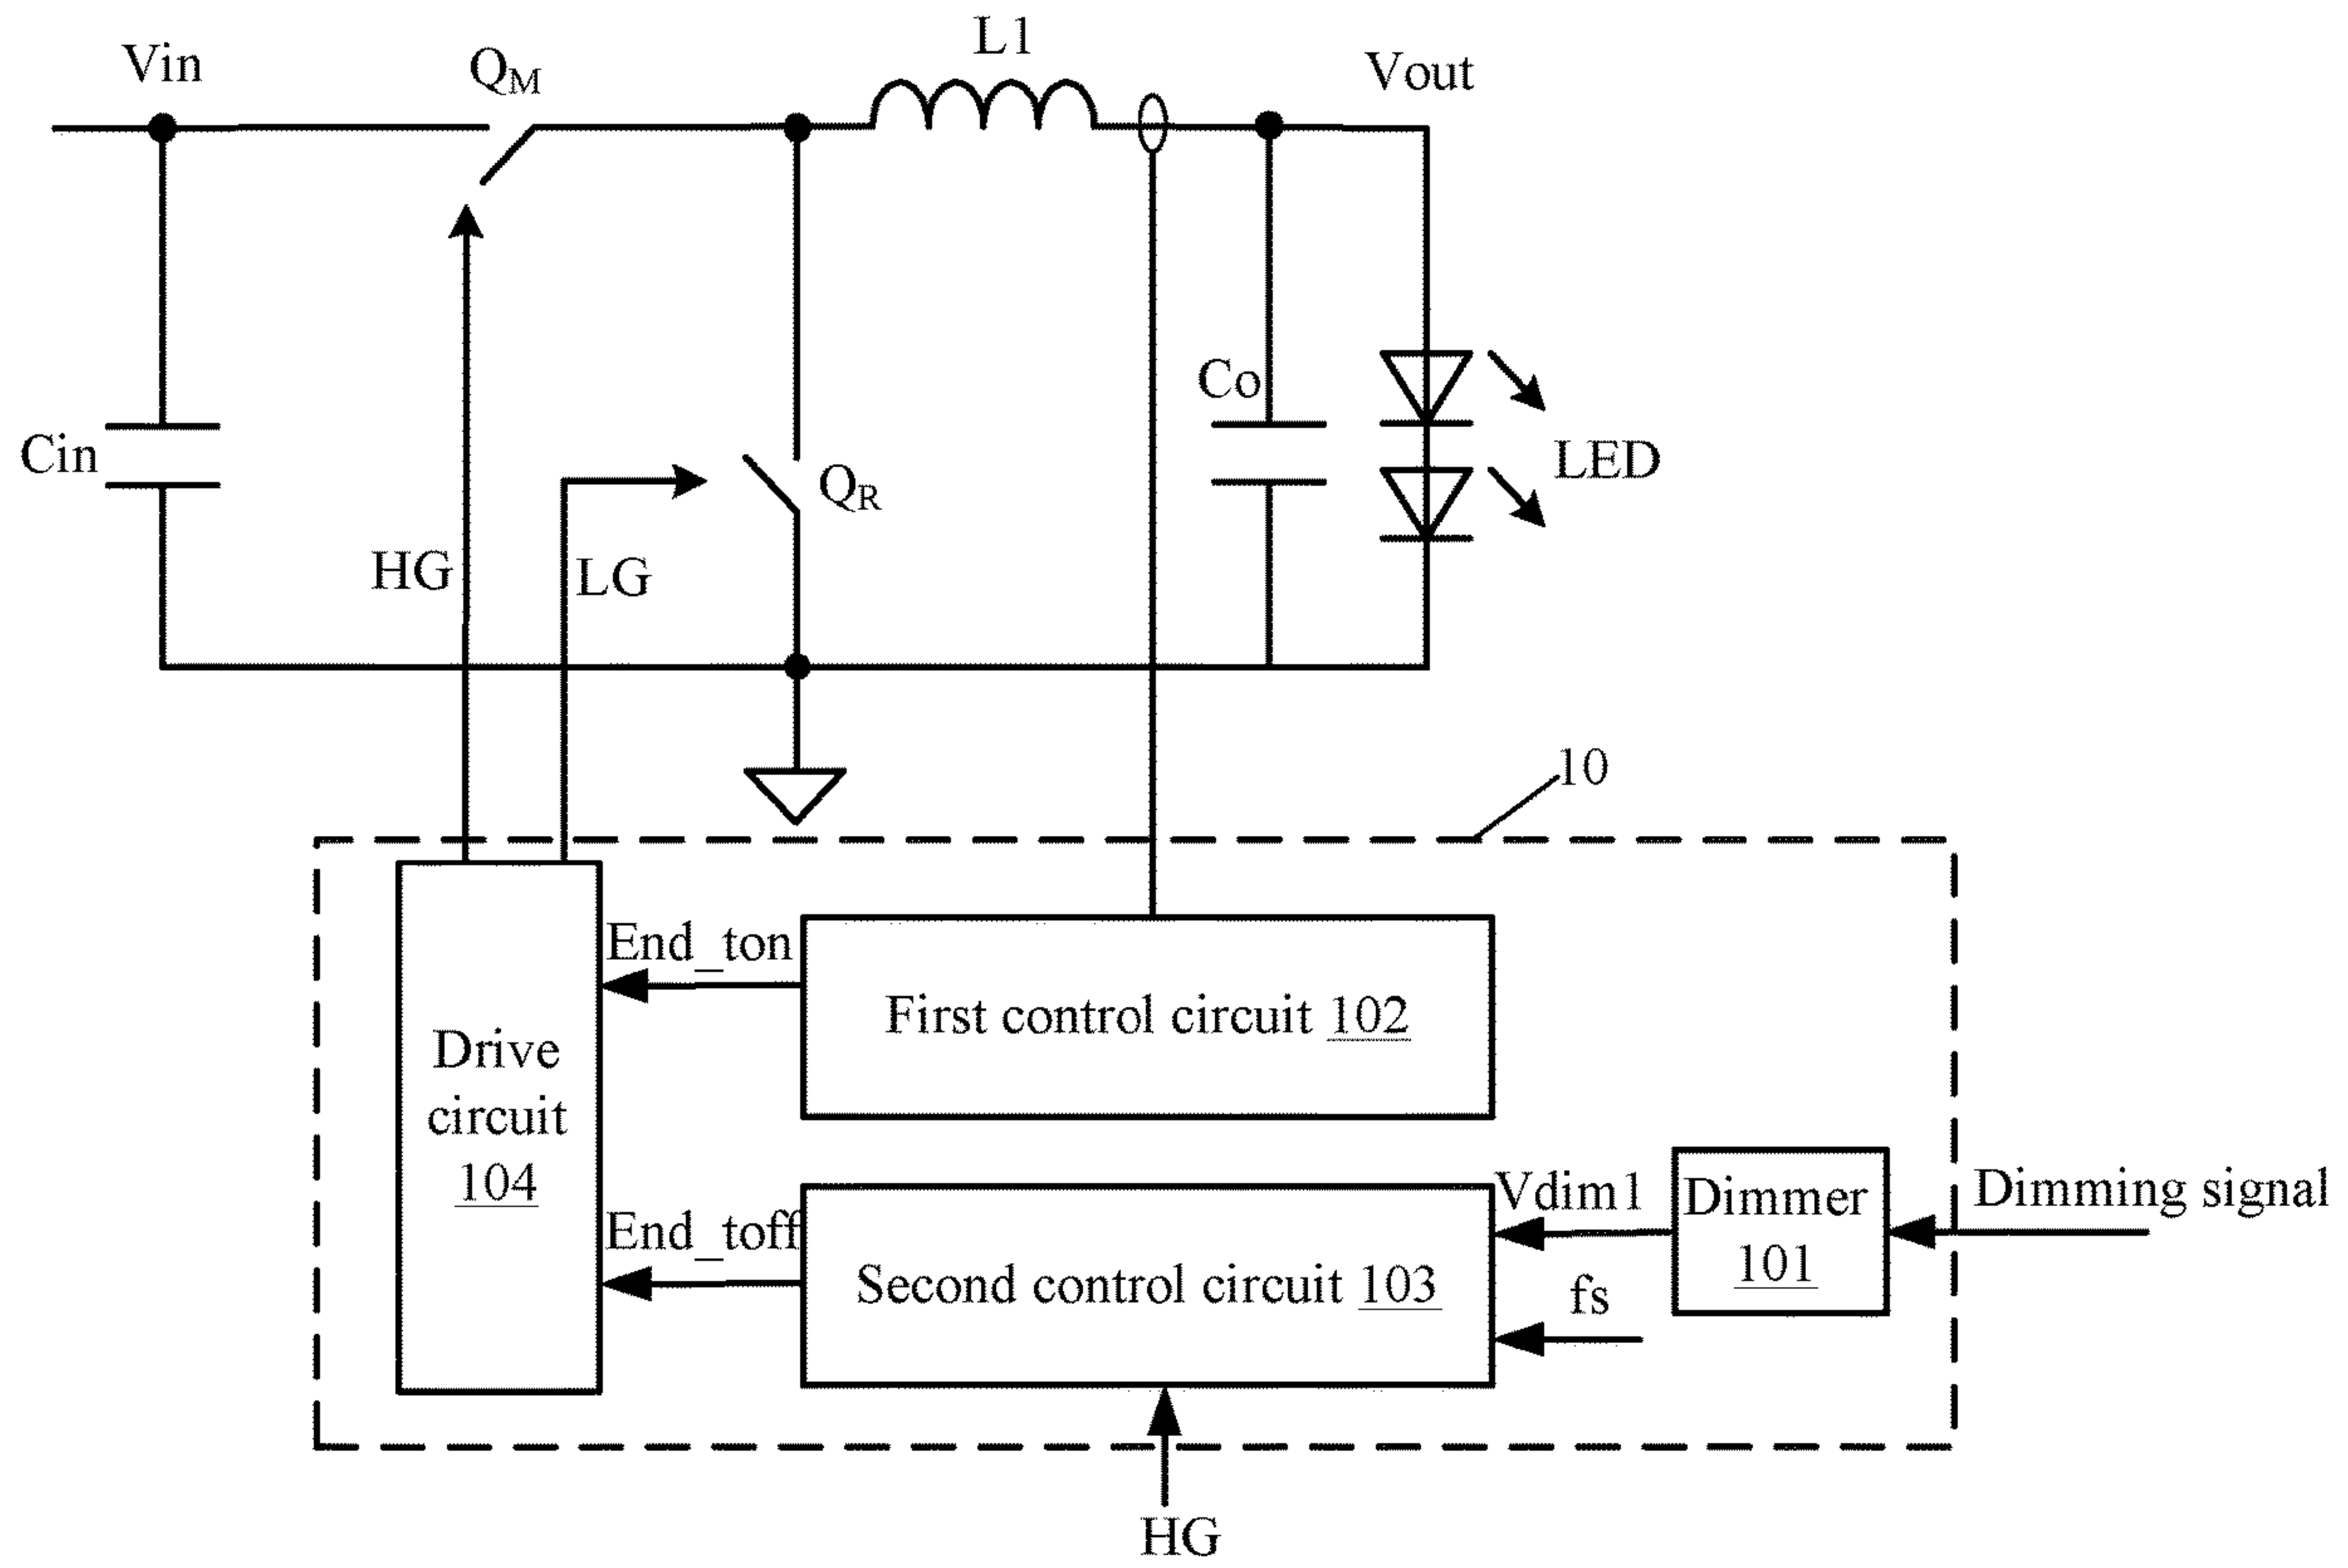 L1
Vin
QM
Vout
Co
Cin
LED
QR
HG
LG
10
End_ton
First control circuit 102
Drive
circuit
104
Vdim1
Dimmer
101
Dimming signal
End_toff
Second control circuit 103
fs
HG